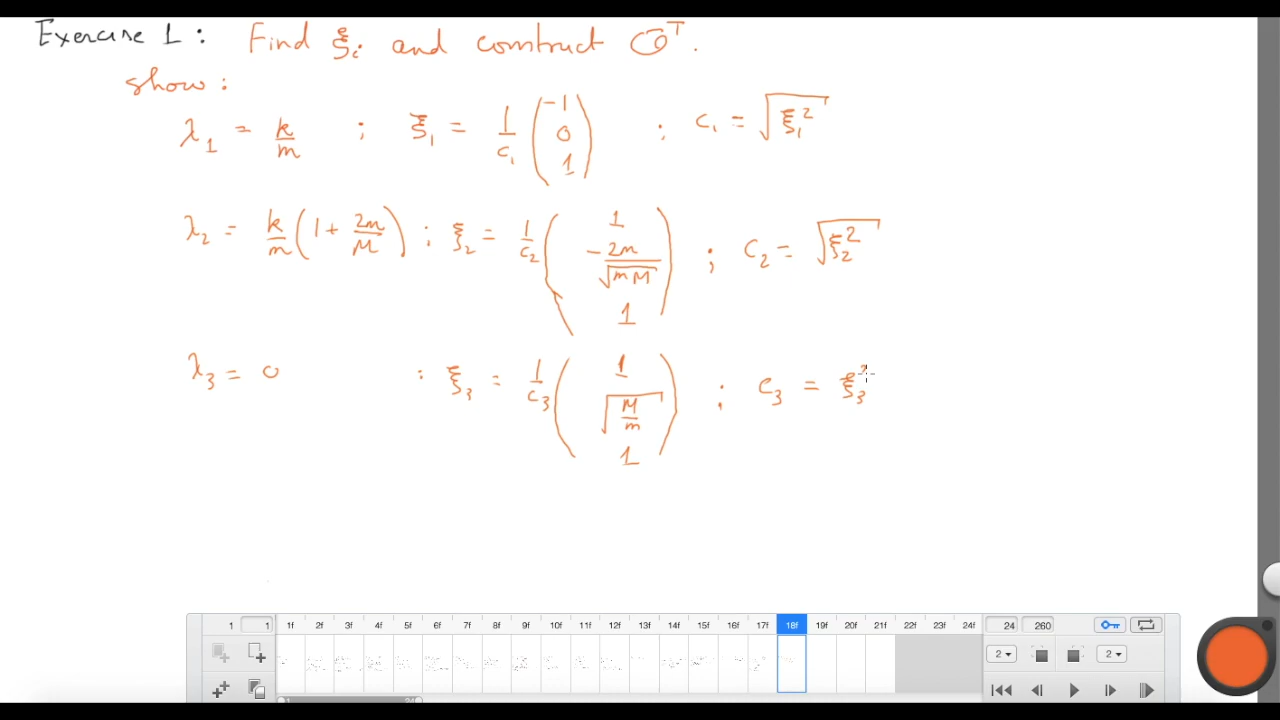 Exercise 1: Find ξᵢ and construct O^T.
show:
λ₁ = k/m ; ξ₁ = 1/c₁ (-1 0 1) ; c₁ = √ξ₁²
λ₂ = k/m (1 + 2m/M) ; ξ₂ = 1/c₂ (1 -2m/√mM 1) ; c₂ = √ξ₂²
λ₃ = 0 : ξ₃ = 1/c₃ (1 √M/m 1) ; c₃ = ξ₃²
1 1 1f 2f 3f 4f 5f 6f 7f 8f 9f 10f 11f 12f 13f 14f 15f 16f 17f 18f 19f 20f 21f 22f 23f 24f 24 260
2 2